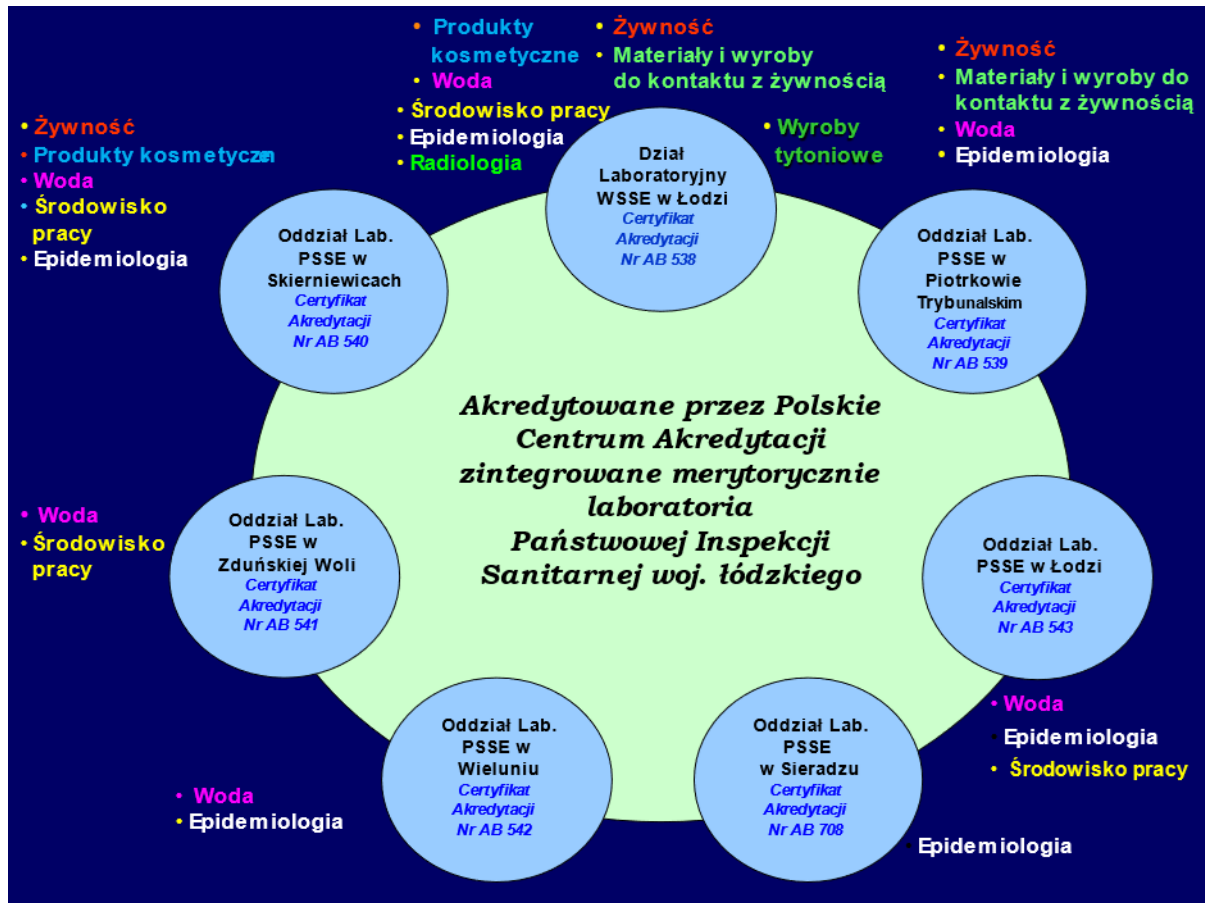 • Produkty
kosmetyczne
• Woda
• Środowisko pracy
• Epidemiologia
• Radiologia
• Żywność
• Materiały i wyroby
do kontaktu z żywnością
• Wyroby
tytoniowe
• Żywność
• Materiały i wyroby do
kontaktu z żywnością
• Woda
• Epidemiologia
• Żywność
• Produkty kosmetyczn
• Woda
• Środowisko
pracy
• Epidemiologia
Dział
Laboratoryjny
WSSE w Łodzi
Certyfikat
Akredytacji
Nr AB 538
Oddział Lab.
PSSE w
Skierniewicach
Certyfikat
Akredytacji
Nr AB 540
Oddział Lab.
PSSE w
Piotrkowie
Trybunalskim
Certyfikat
Akredytacji
Nr AB 539
Akredytowane przez Polskie
Centrum Akredytacji
zintegrowane merytorycznie
laboratoria
Państwowej Inspekcji
Sanitarnej woj. łódzkiego
• Woda
• Środowisko
pracy
Oddział Lab.
PSSE w
Zduńskiej Woli
Certyfikat
Akredytacji
Nr AB 541
Oddział Lab.
PSSE w Łodzi
Certyfikat
Akredytacji
Nr AB 543
• Woda
• Epidemiologia
• Środowisko pracy
Oddział Lab.
PSSE w
Wieluniu
Certyfikat
Akredytacji
Nr AB 542
• Woda
• Epidemiologia
Oddział Lab.
PSSE
w Sieradzu
Certyfikat
Akredytacji
Nr AB 708
• Epidemiologia